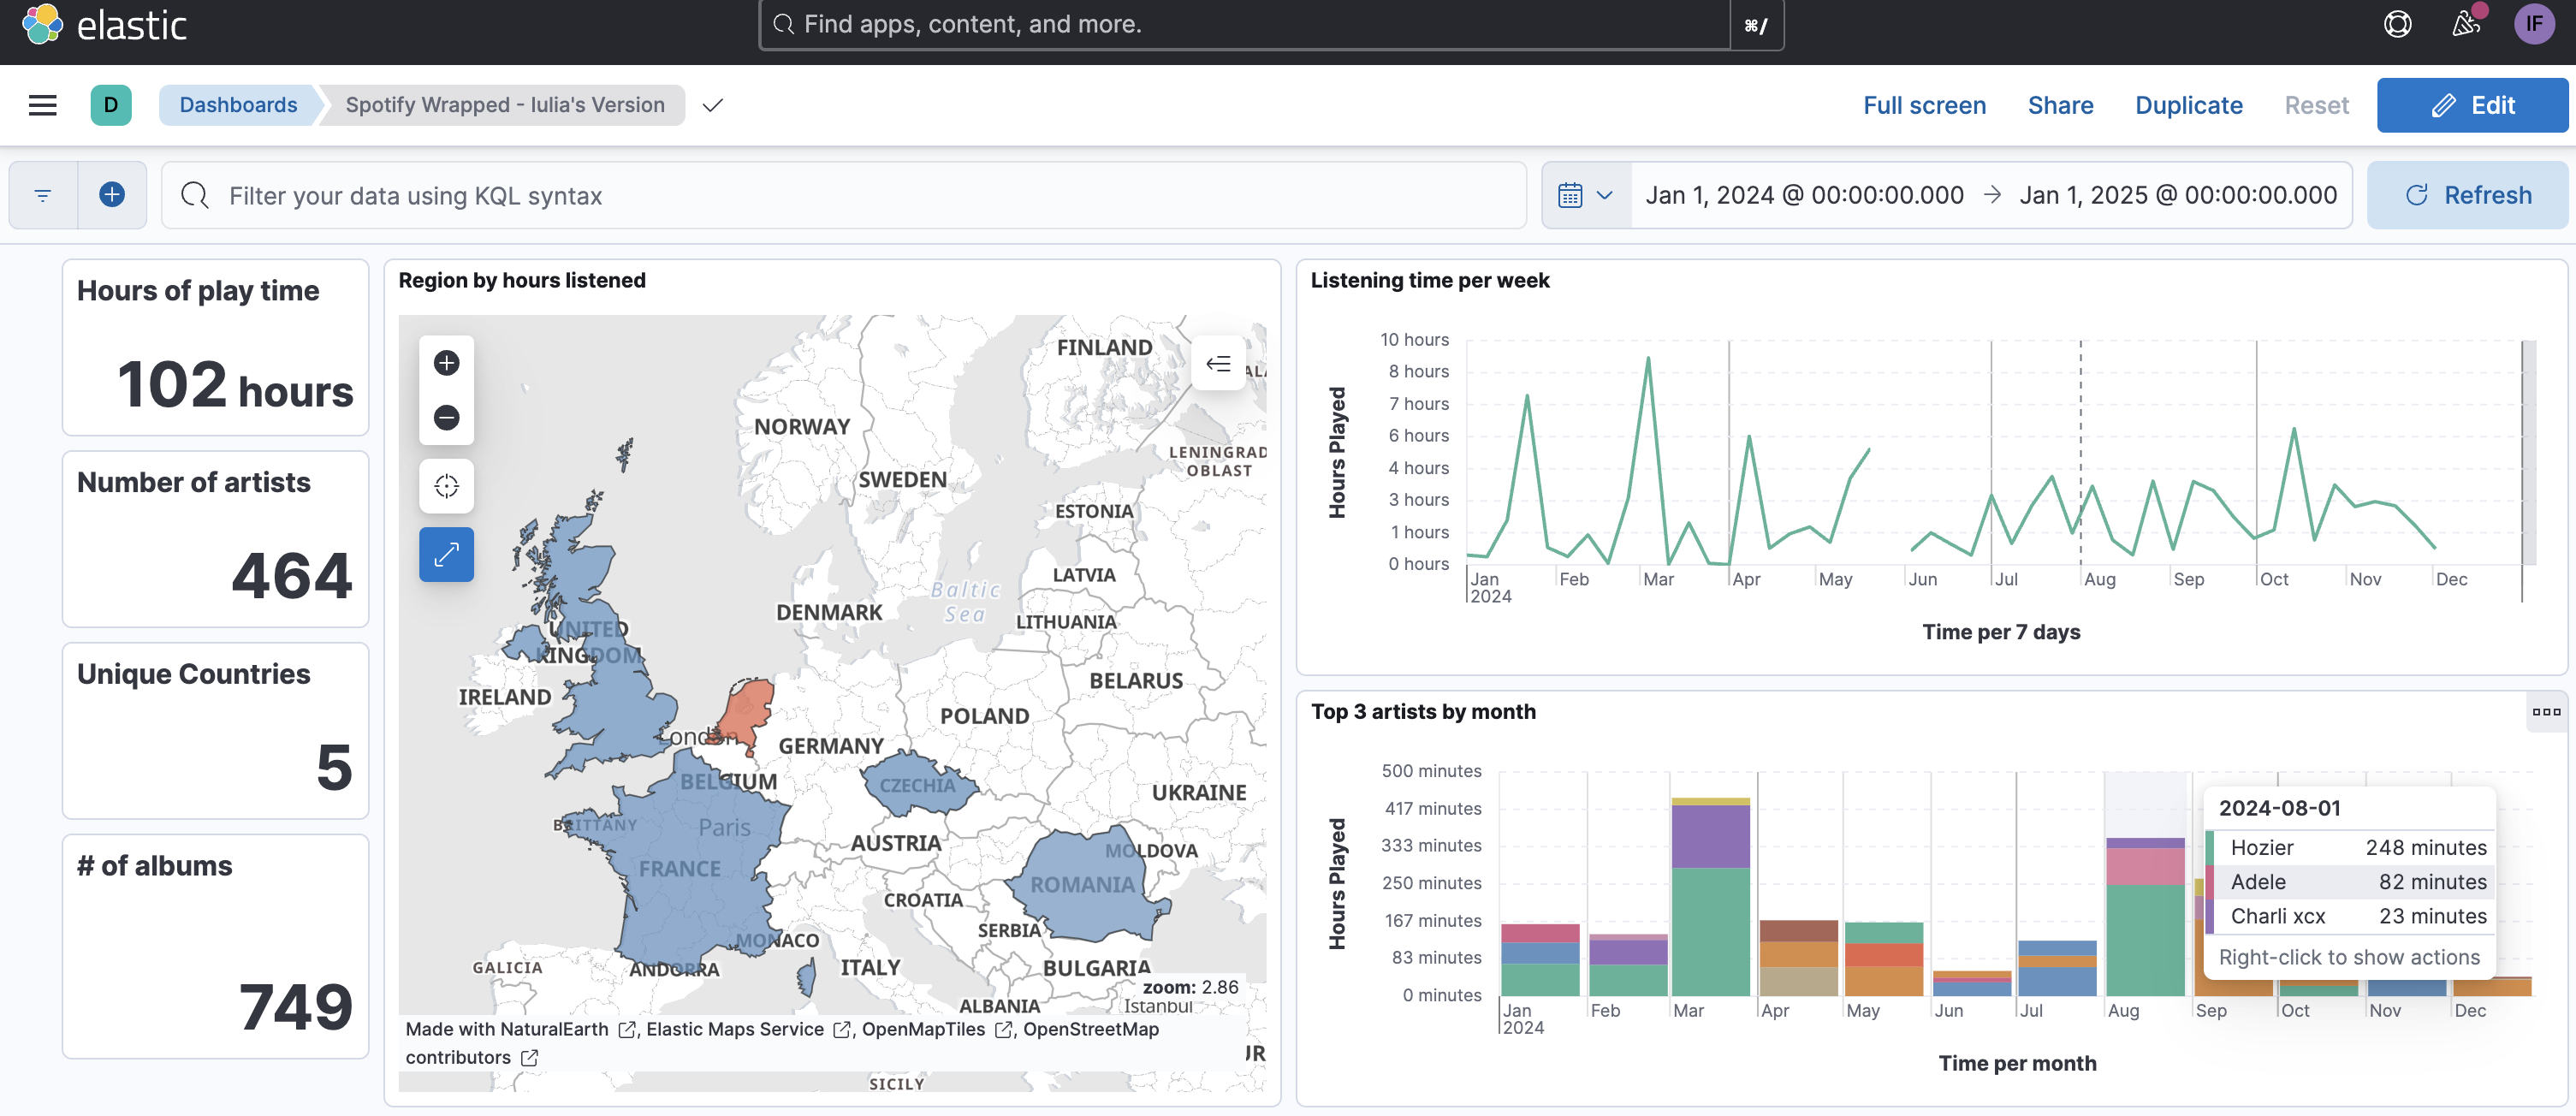 elastic
Find apps, content, and more.
⌘/
IF
D
Dashboards
Spotify Wrapped - Iulia's Version
Full screen
Share
Duplicate
Reset
Edit
Filter your data using KQL syntax
Jan 1, 2024 @ 00:00:00.000 → Jan 1, 2025 @ 00:00:00.000
Refresh
Hours of play time
102 hours
Number of artists
464
Unique Countries
5
# of albums
749
Region by hours listened
FINLAND
NORWAY
SWEDEN
LENINGRAD
OBLAST
ESTONIA
LATVIA
Baltic
Sea
DENMARK
LITHUANIA
UNITED
KINGDOM
IRELAND
BELARUS
POLAND
London
GERMANY
BELGIUM
CZECHIA
UKRAINE
BRITTANY
Paris
AUSTRIA
MOLDOVA
FRANCE
ROMANIA
CROATIA
SERBIA
MONACO
GALICIA
ANDORRA
ITALY
BULGARIA
zoom: 2.86
ALBANIA
Istanbul
Made with NaturalEarth , Elastic Maps Service , OpenMapTiles , OpenStreetMap
contributors
SICILY
Listening time per week
Hours Played
10 hours
8 hours
7 hours
6 hours
4 hours
3 hours
1 hours
0 hours
Jan Feb Mar Apr May Jun Jul Aug Sep Oct Nov Dec
2024
Time per 7 days
Top 3 artists by month
Hours Played
500 minutes
417 minutes
333 minutes
250 minutes
167 minutes
83 minutes
0 minutes
2024-08-01
Hozier 248 minutes
Adele 82 minutes
Charli xcx 23 minutes
Right-click to show actions
Jan Feb Mar Apr May Jun Jul Aug Sep Oct Nov Dec
2024
Time per month